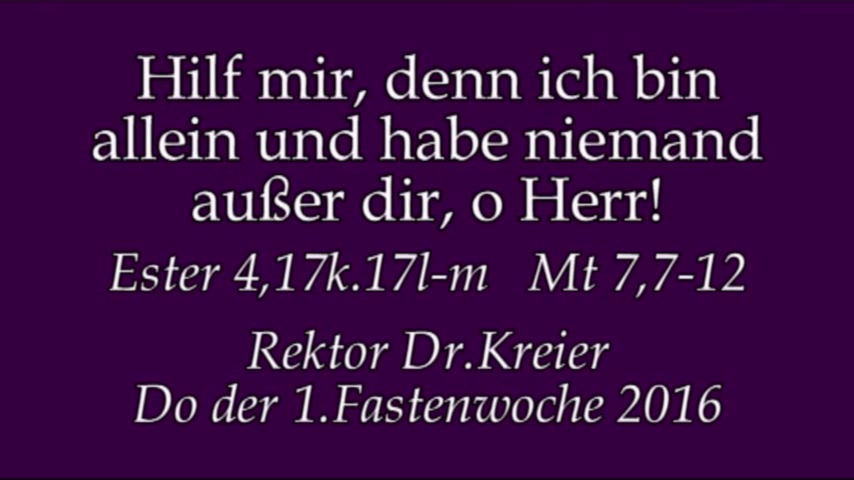 Hilf mir, denn ich bin
allein und habe niemand
außer dir, o Herr!
Ester 4,17k.17l-m Mt 7,7-12
Rektor Dr.Kreier
Do der 1.Fastenwoche 2016